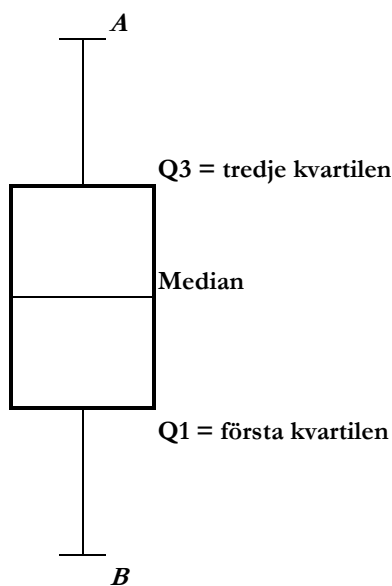 A
Q3 = tredje kvartilen
Median
Q1 = första kvartilen
B